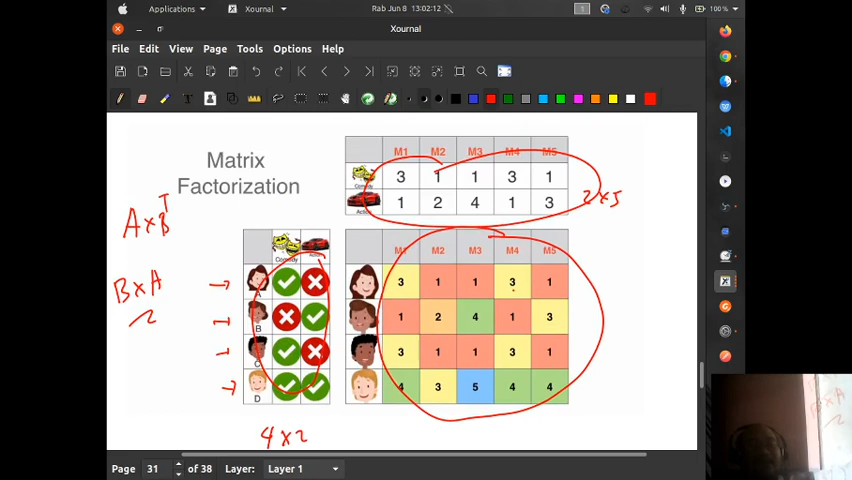 Applications Xournal Rab Jun 8 13:02:12 1 100%
Xournal
File Edit View Page Tools Options Help
Matrix
Factorization
M1 M2 M3 M4 M5
Comedy 3 1 1 3 1
Action 1 2 4 1 3
2 x 5
A x B T
B x A
Comedy Action
M1 M2 M3 M4 M5
A 3 1 1 3 1
B 1 2 4 1 3
C 3 1 1 3 1
D 4 3 5 4 4
4 x 2
Page 31 of 38 Layer: Layer 1